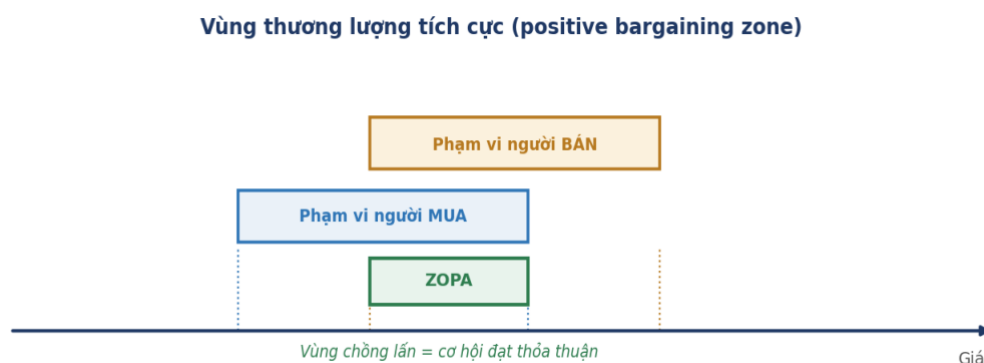 Vùng thương lượng tích cực (positive bargaining zone)
Phạm vi người BÁN
Phạm vi người MUA
ZOPA
Vùng chồng lấn = cơ hội đạt thỏa thuận
Giá